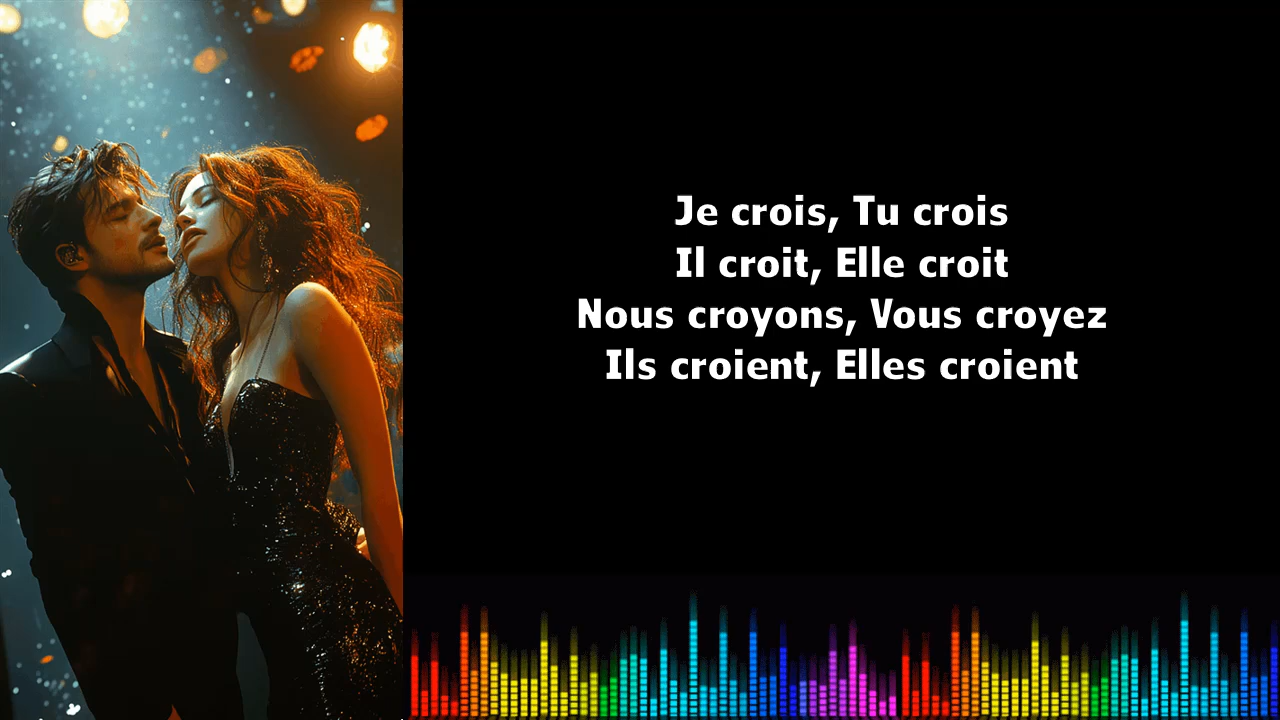 Je crois, Tu crois
Il croit, Elle croit
Nous croyons, Vous croyez
Ils croient, Elles croient